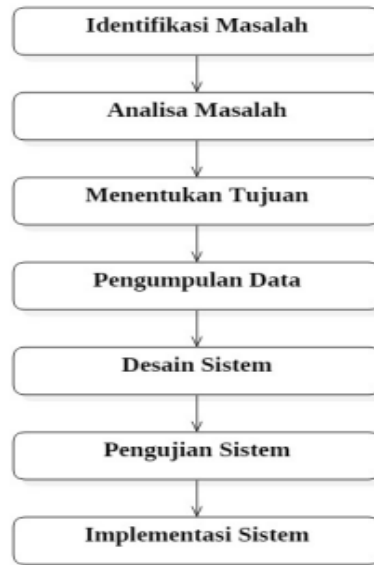 Identifikasi Masalah
Analisa Masalah
Menentukan Tujuan
Pengumpulan Data
Desain Sistem
Pengujian Sistem
Implementasi Sistem